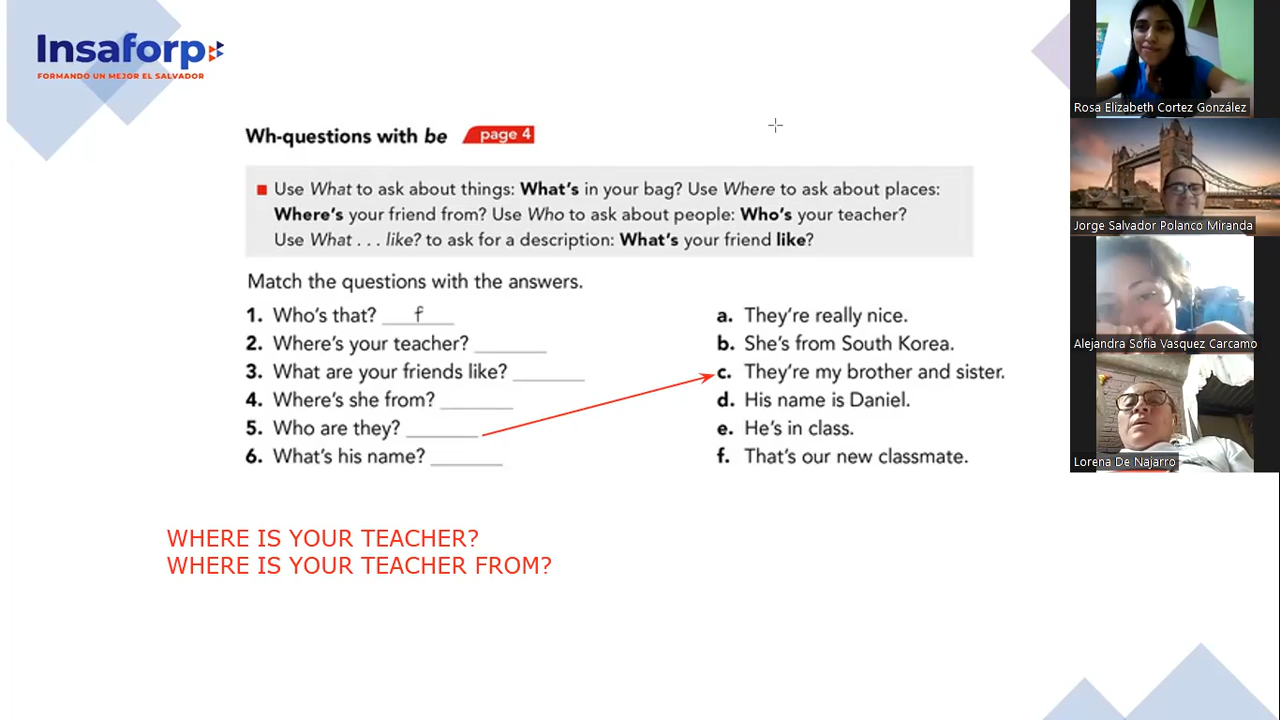 Insaforp
FORMANDO UN MEJOR EL SALVADOR
Wh-questions with be page 4
Use What to ask about things: What's in your bag? Use Where to ask about places:
Where's your friend from? Use Who to ask about people: Who's your teacher?
Use What . . . like? to ask for a description: What's your friend like?
Match the questions with the answers.
1. Who's that? f
2. Where's your teacher?
3. What are your friends like?
4. Where's she from?
5. Who are they?
6. What's his name?
a. They're really nice.
b. She's from South Korea.
c. They're my brother and sister.
d. His name is Daniel.
e. He's in class.
f. That's our new classmate.
WHERE IS YOUR TEACHER?
WHERE IS YOUR TEACHER FROM?
Rosa Elizabeth Cortez González
Jorge Salvador Polanco Miranda
Alejandra Sofía Vasquez Carcamo
Lorena De Najarro